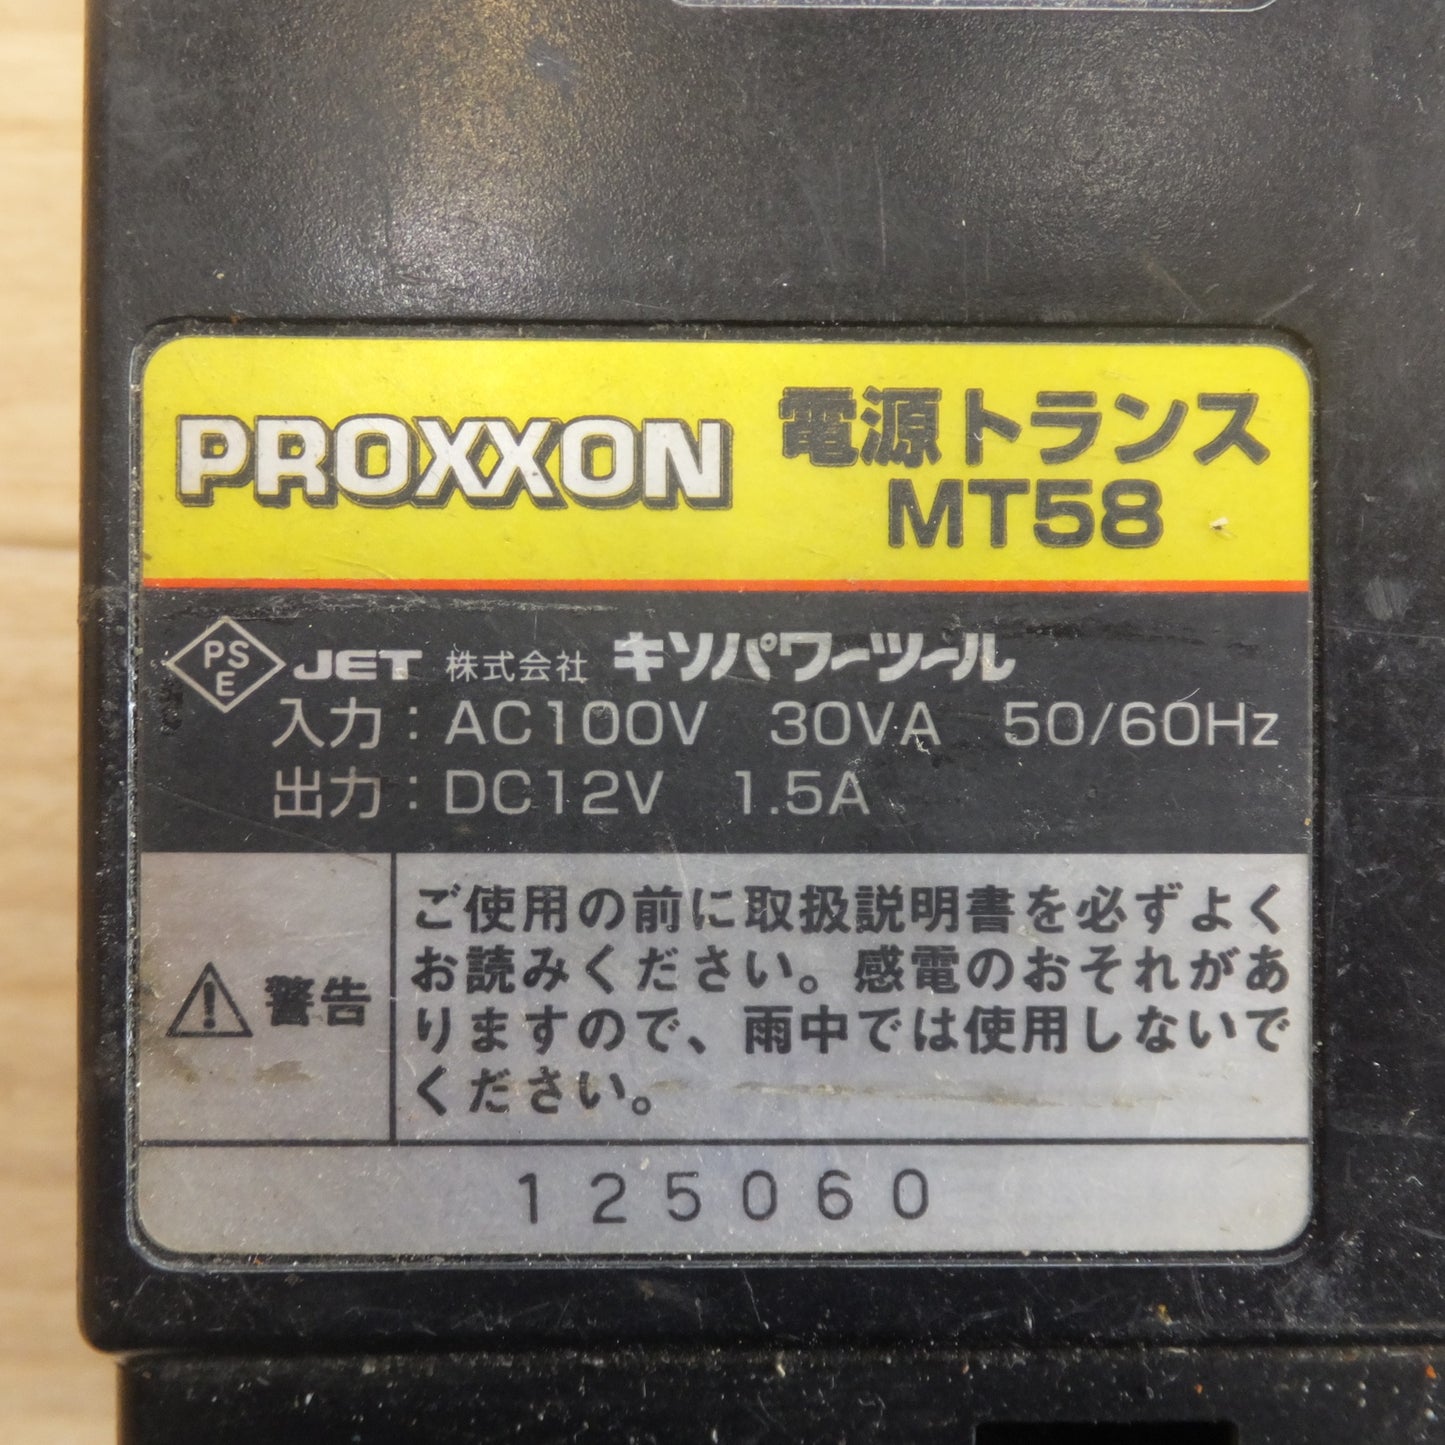 PROXXON 電源トランス
MT58
PS
E
JET 株式会社 キソパワーツール
入力：AC100V 30VA 50/60Hz
出力：DC12V 1.5A
警告
ご使用の前に取扱説明書を必ずよく
お読みください。感電のおそれがあ
りますので、雨中では使用しないで
ください。
125060